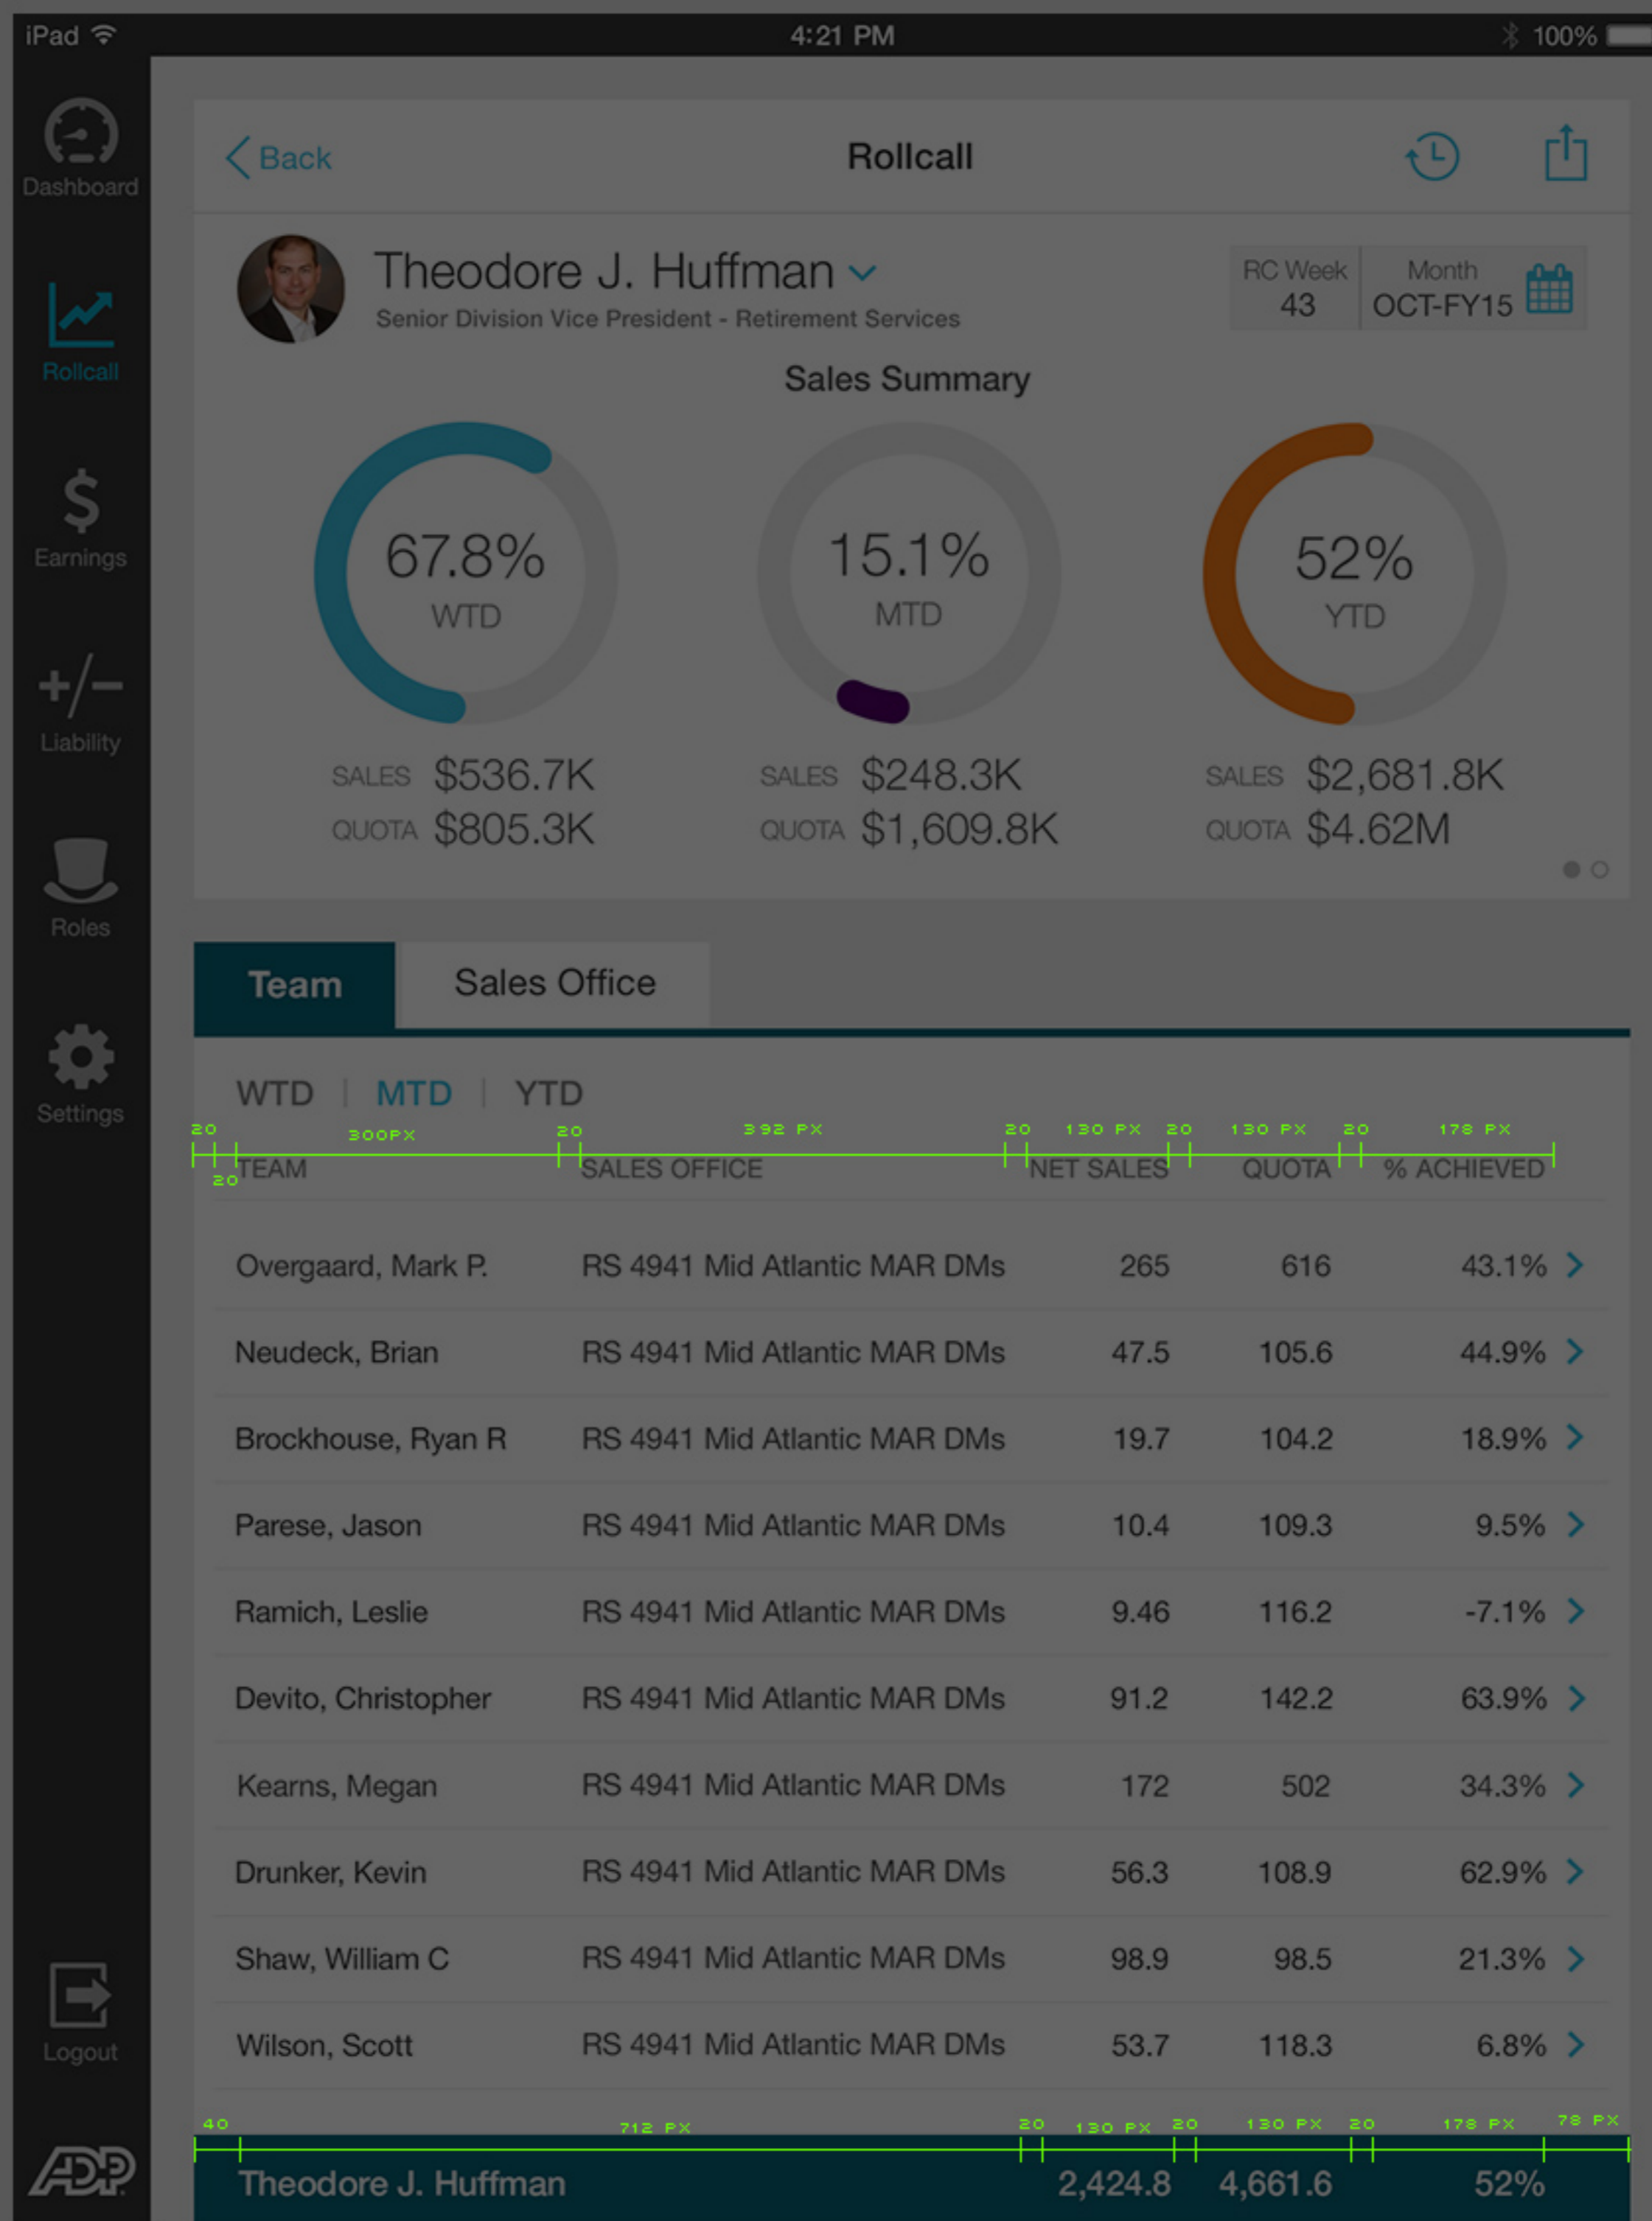 iPad 4:21 PM 100%
Dashboard
Rollcall
Earnings
+/-
Liability
Roles
Settings
Logout
ADP
Back Rollcall
Theodore J. Huffman
Senior Division Vice President - Retirement Services
RC Week
43
Month
OCT-FY15
Sales Summary
67.8%
WTD
SALES $536.7K
QUOTA $805.3K
15.1%
MTD
SALES $248.3K
QUOTA $1,609.8K
52%
YTD
SALES $2,681.8K
QUOTA $4.62M
Team Sales Office
WTD | MTD | YTD
20 300PX 20 392 PX 20 130 PX 20 130 PX 20 178 PX
20
TEAM SALES OFFICE NET SALES QUOTA % ACHIEVED
Overgaard, Mark P. RS 4941 Mid Atlantic MAR DMs 265 616 43.1%
Neudeck, Brian RS 4941 Mid Atlantic MAR DMs 47.5 105.6 44.9%
Brockhouse, Ryan R RS 4941 Mid Atlantic MAR DMs 19.7 104.2 18.9%
Parese, Jason RS 4941 Mid Atlantic MAR DMs 10.4 109.3 9.5%
Ramich, Leslie RS 4941 Mid Atlantic MAR DMs 9.46 116.2 -7.1%
Devito, Christopher RS 4941 Mid Atlantic MAR DMs 91.2 142.2 63.9%
Kearns, Megan RS 4941 Mid Atlantic MAR DMs 172 502 34.3%
Drunker, Kevin RS 4941 Mid Atlantic MAR DMs 56.3 108.9 62.9%
Shaw, William C RS 4941 Mid Atlantic MAR DMs 98.9 98.5 21.3%
Wilson, Scott RS 4941 Mid Atlantic MAR DMs 53.7 118.3 6.8%
40 712 PX 20 130 PX 20 130 PX 20 178 PX 78 PX
Theodore J. Huffman 2,424.8 4,661.6 52%